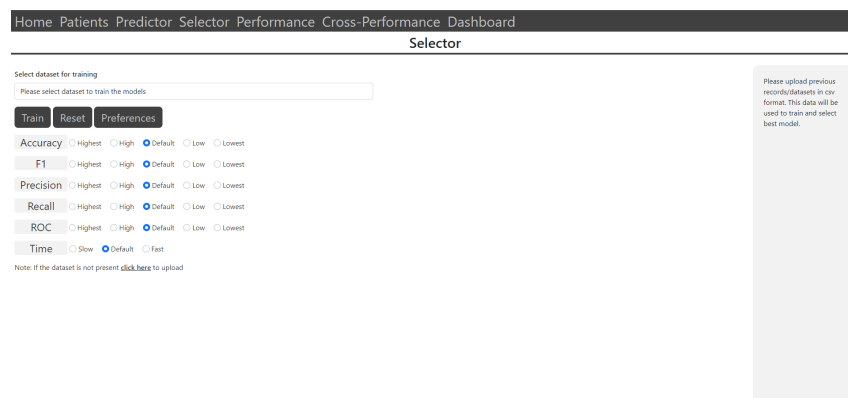 Home Patients Predictor Selector Performance Cross-Performance Dashboard
Selector
Select dataset for training
Please select dataset to train the models
Train Reset Preferences
Accuracy Highest High Default Low Lowest
F1 Highest High Default Low Lowest
Precision Highest High Default Low Lowest
Recall Highest High Default Low Lowest
ROC Highest High Default Low Lowest
Time Slow Default Fast
Note: If the dataset is not present click here to upload
Please upload previous
records/datasets in csv
format. This data will be
used to train and select
best model.